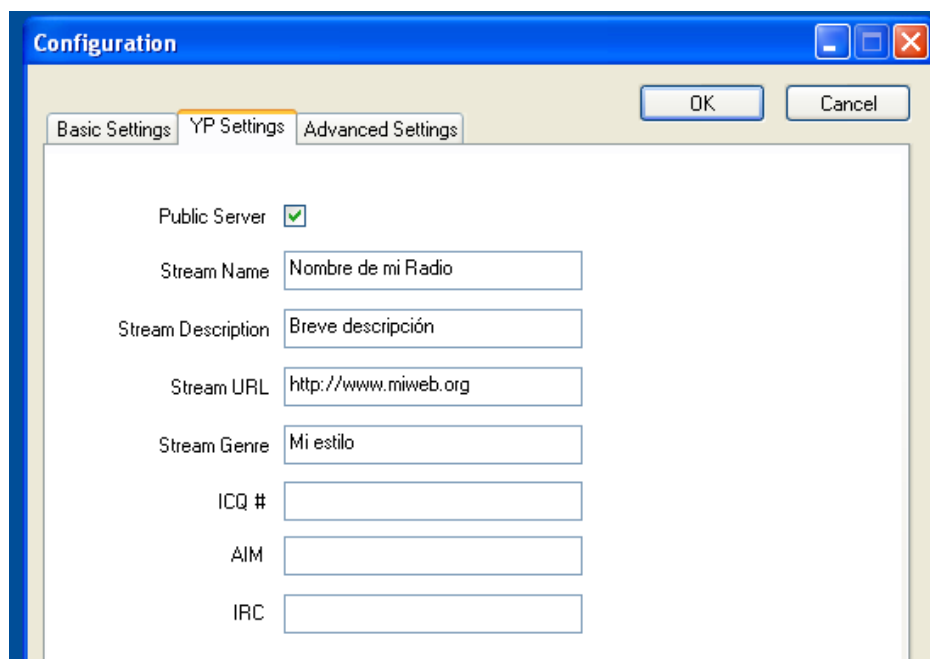 Configuration
OK Cancel
Basic Settings YP Settings Advanced Settings
Public Server
Stream Name Nombre de mi Radio
Stream Description Breve descripción
Stream URL http://www.miweb.org
Stream Genre Mi estilo
ICQ #
AIM
IRC